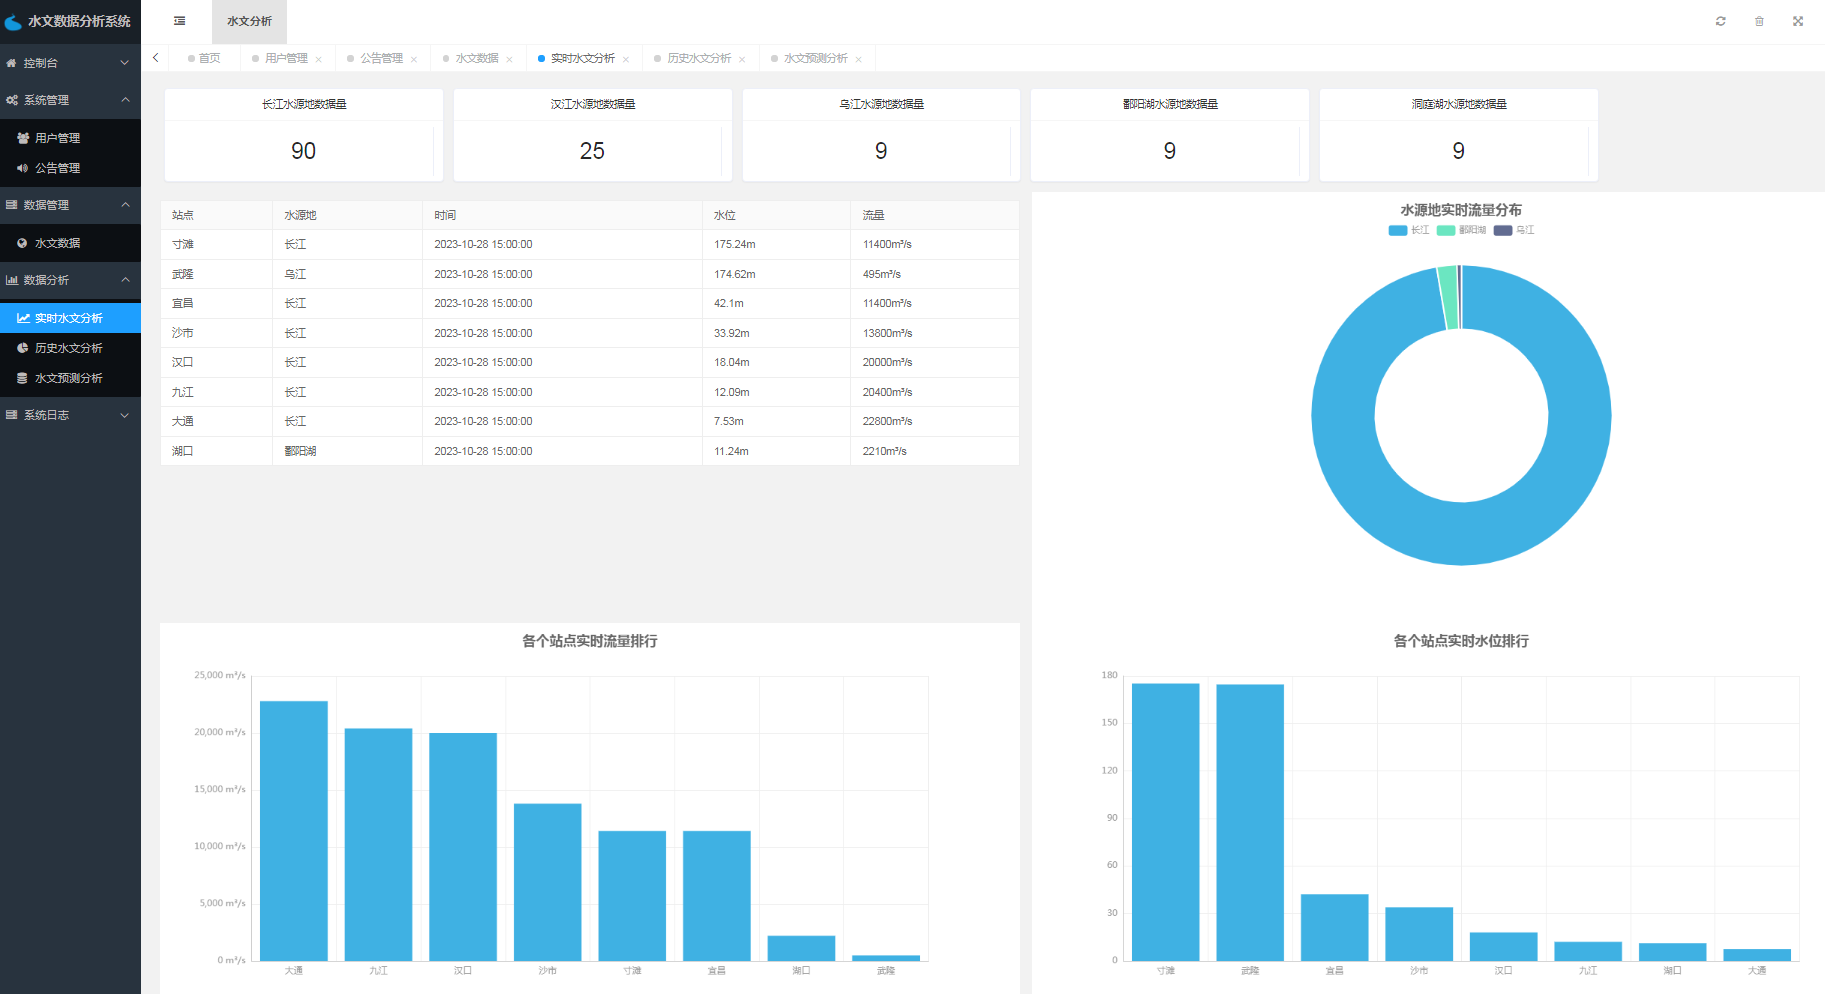 水文数据分析系统
水文分析
控制台
系统管理
用户管理
公告管理
数据管理
水文数据
数据分析
实时水文分析
历史水文分析
水文预测分析
系统日志
首页 用户管理 公告管理 水文数据 实时水文分析 历史水文分析 水文预测分析
长江水源地数据量 汉江水源地数据量 乌江水源地数据量 鄱阳湖水源地数据量 洞庭湖水源地数据量
90 25 9 9 9
站点 水源地 时间 水位 流量
寸滩 长江 2023-10-28 15:00:00 175.24m 11400m³/s
武隆 乌江 2023-10-28 15:00:00 174.62m 495m³/s
宜昌 长江 2023-10-28 15:00:00 42.1m 11400m³/s
沙市 长江 2023-10-28 15:00:00 33.92m 13800m³/s
汉口 长江 2023-10-28 15:00:00 18.04m 20000m³/s
九江 长江 2023-10-28 15:00:00 12.09m 20400m³/s
大通 长江 2023-10-28 15:00:00 7.53m 22800m³/s
湖口 鄱阳湖 2023-10-28 15:00:00 11.24m 2210m³/s
水源地实时流量分布
长江 鄱阳湖 乌江
各个站点实时流量排行
25,000 m³/s
20,000 m³/s
15,000 m³/s
10,000 m³/s
5,000 m³/s
0 m³/s
大通 九江 汉口 沙市 寸滩 宜昌 湖口 武隆
各个站点实时水位排行
180
150
120
90
60
30
0
寸滩 武隆 宜昌 沙市 汉口 九江 湖口 大通